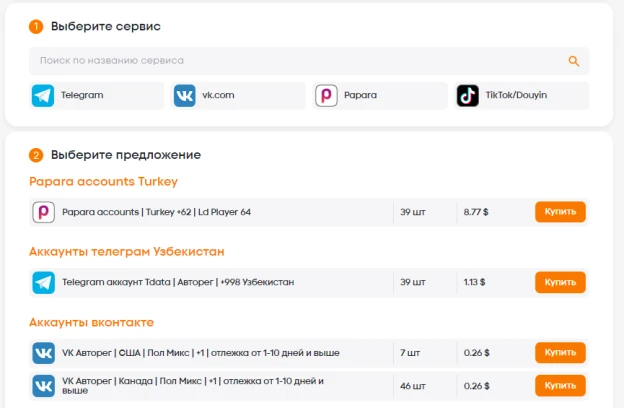 1 Выберите сервис
Поиск по названию сервиса
Telegram vk.com Papara TikTok/Douyin
2 Выберите предложение
Papara accounts Turkey
Papara accounts | Turkey +62 | Ld Player 64 39 шт 8.77 $ Купить
Аккаунты телеграм Узбекистан
Telegram аккаунт Tdata | Авторег | +998 Узбекистан 39 шт 1.13 $ Купить
Аккаунты вконтакте
VK Авторег | США | Пол Микс | +1 | отлежка от 1-10 дней и выше 7 шт 0.26 $ Купить
VK Авторег | Канада | Пол Микс | +1 | отлежка от 1-10 дней и
выше 46 шт 0.26 $ Купить